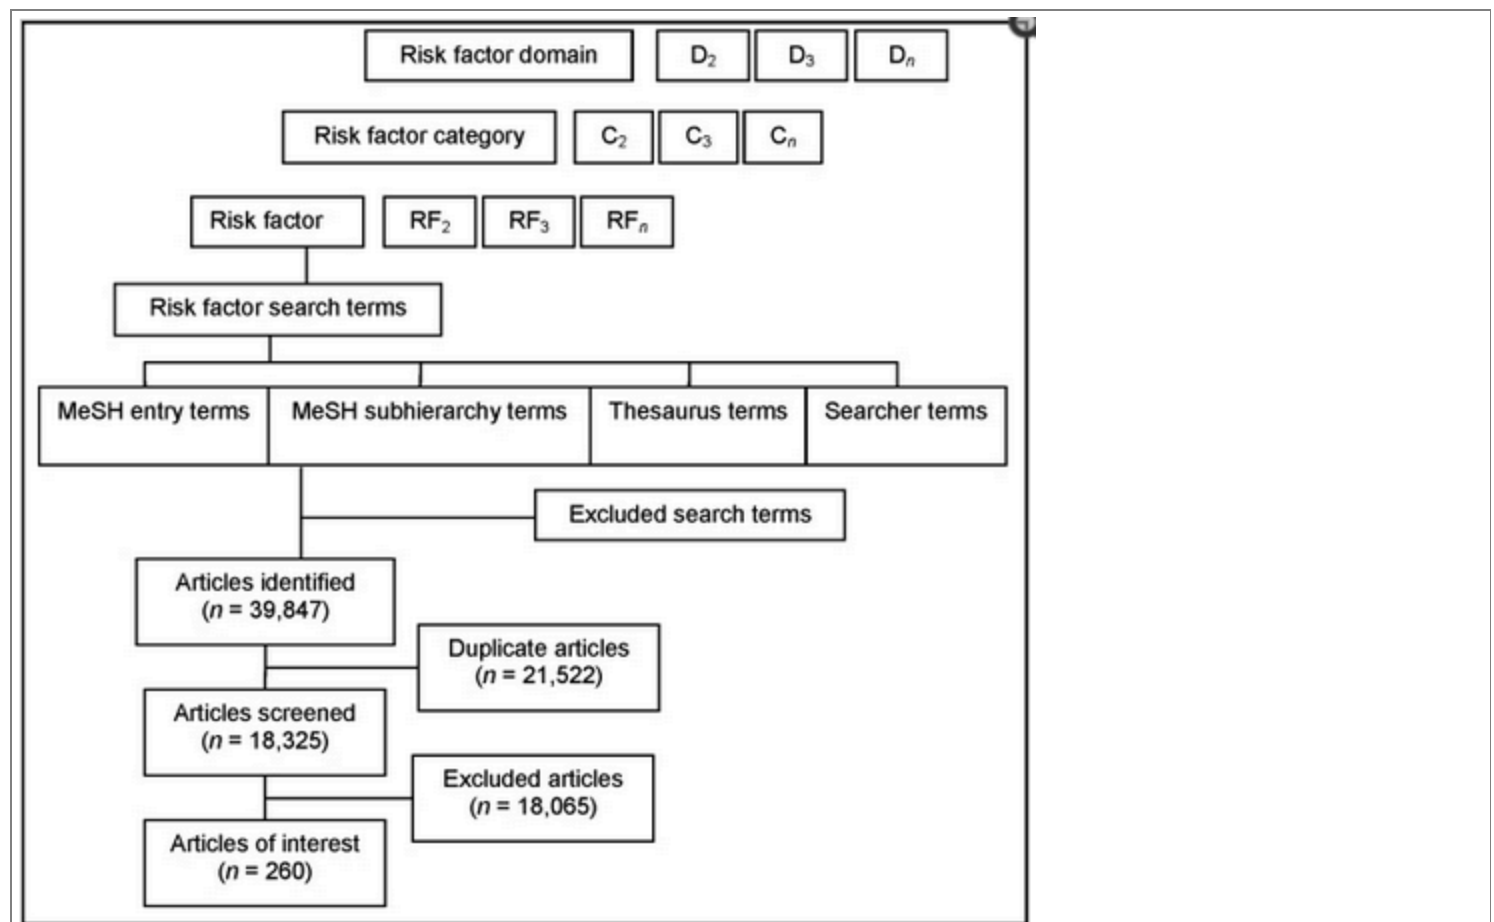 Risk factor domain D₂ D₃ Dₙ
Risk factor category C₂ C₃ Cₙ
Risk factor RF₂ RF₃ RFₙ
Risk factor search terms
MeSH entry terms MeSH subhierarchy terms Thesaurus terms Searcher terms
Excluded search terms
Articles identified
(n = 39,847)
Duplicate articles
(n = 21,522)
Articles screened
(n = 18,325)
Excluded articles
(n = 18,065)
Articles of interest
(n = 260)